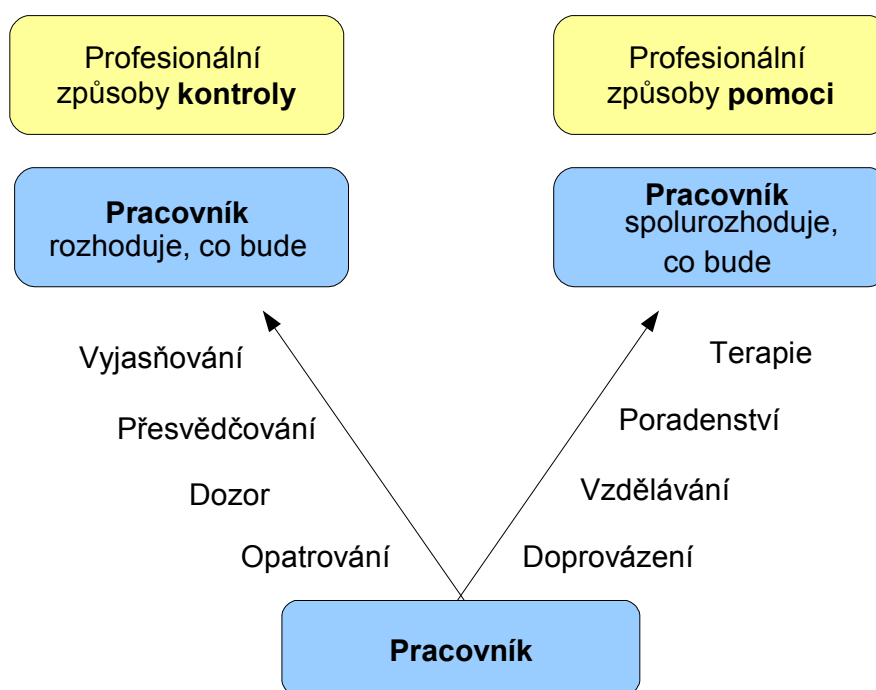 Profesionální
způsoby kontroly
Profesionální
způsoby pomoci
Pracovník
rozhoduje, co bude
Pracovník
spolurozhoduje,
co bude
Vyjasňování
Terapie
Přesvědčování
Poradenství
Dozor
Vzdělávání
Opatrování
Doprovázení
Pracovník